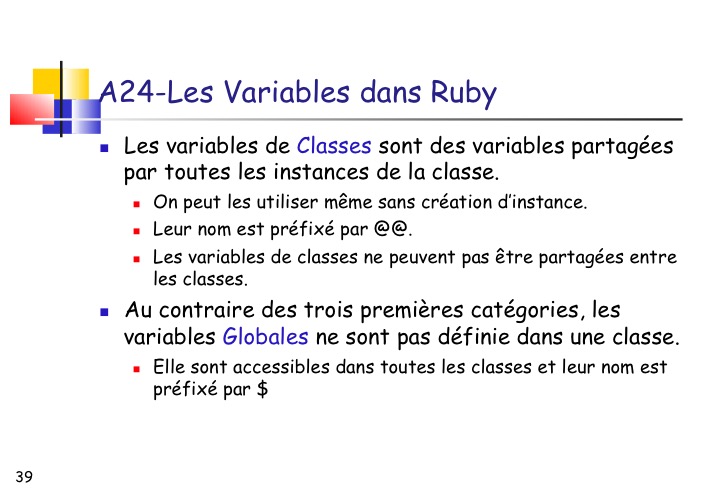 A24-Les Variables dans Ruby
Les variables de Classes sont des variables partagées
par toutes les instances de la classe.
On peut les utiliser même sans création d'instance.
Leur nom est préfixé par @@.
Les variables de classes ne peuvent pas être partagées entre
les classes.
Au contraire des trois premières catégories, les
variables Globales ne sont pas définie dans une classe.
Elle sont accessibles dans toutes les classes et leur nom est
préfixé par $
39